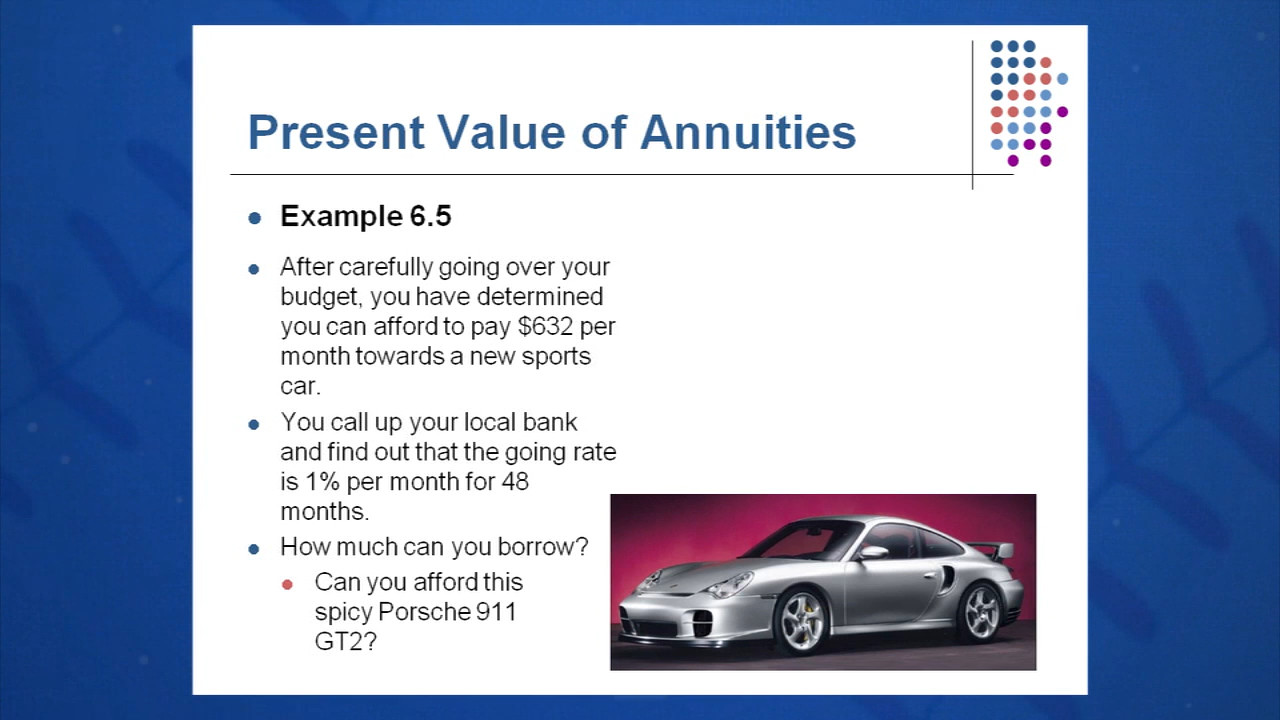 Present Value of Annuities
Example 6.5
After carefully going over your
budget, you have determined
you can afford to pay $632 per
month towards a new sports
car.
You call up your local bank
and find out that the going rate
is 1% per month for 48
months.
How much can you borrow?
Can you afford this
spicy Porsche 911
GT2?